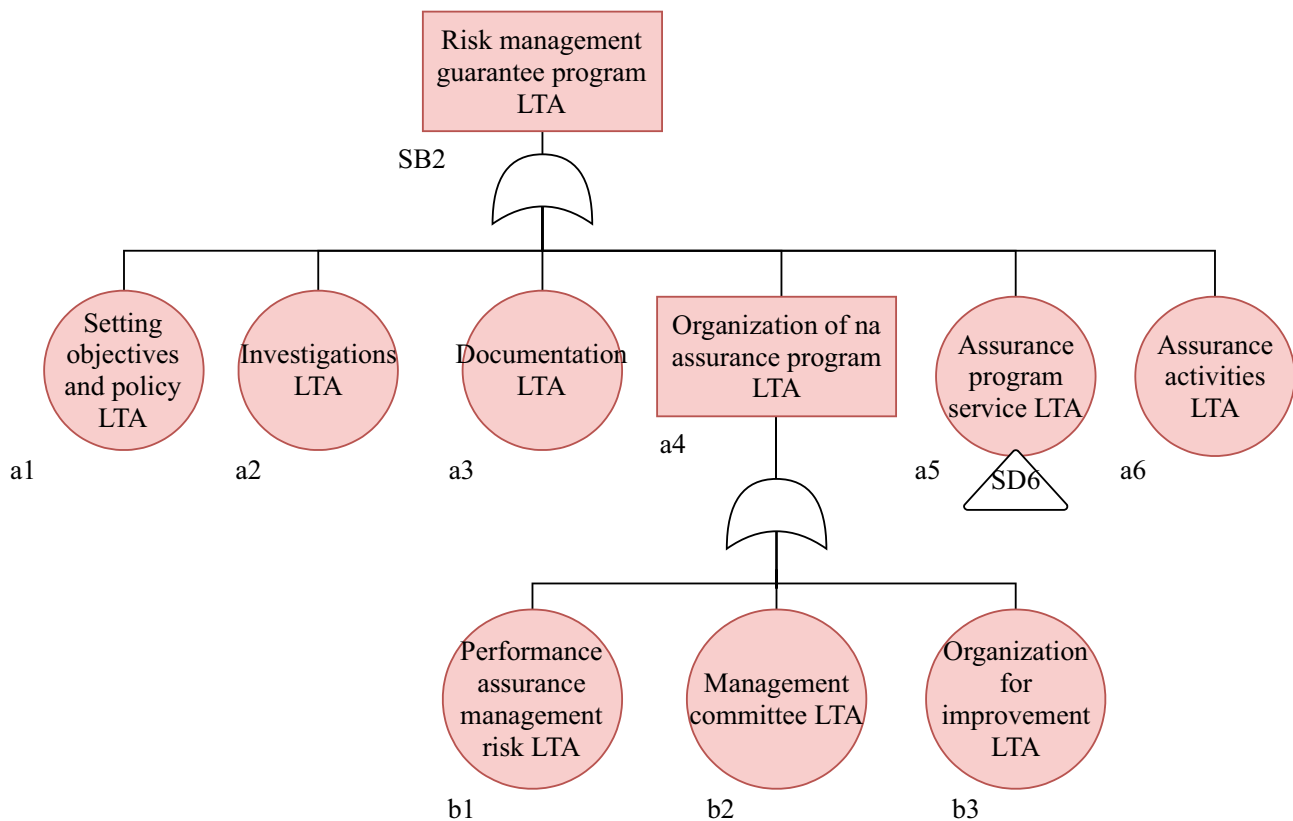 Risk management
guarantee program
LTA
SB2
Setting
objectives
and policy
LTA
a1
Investigations
LTA
a2
Documentation
LTA
a3
Organization of na
assurance program
LTA
a4
Assurance
program
service LTA
a5
SD6
Assurance
activities
LTA
a6
Performance
assurance
management
risk LTA
b1
Management
committee LTA
b2
Organization
for
improvement
LTA
b3